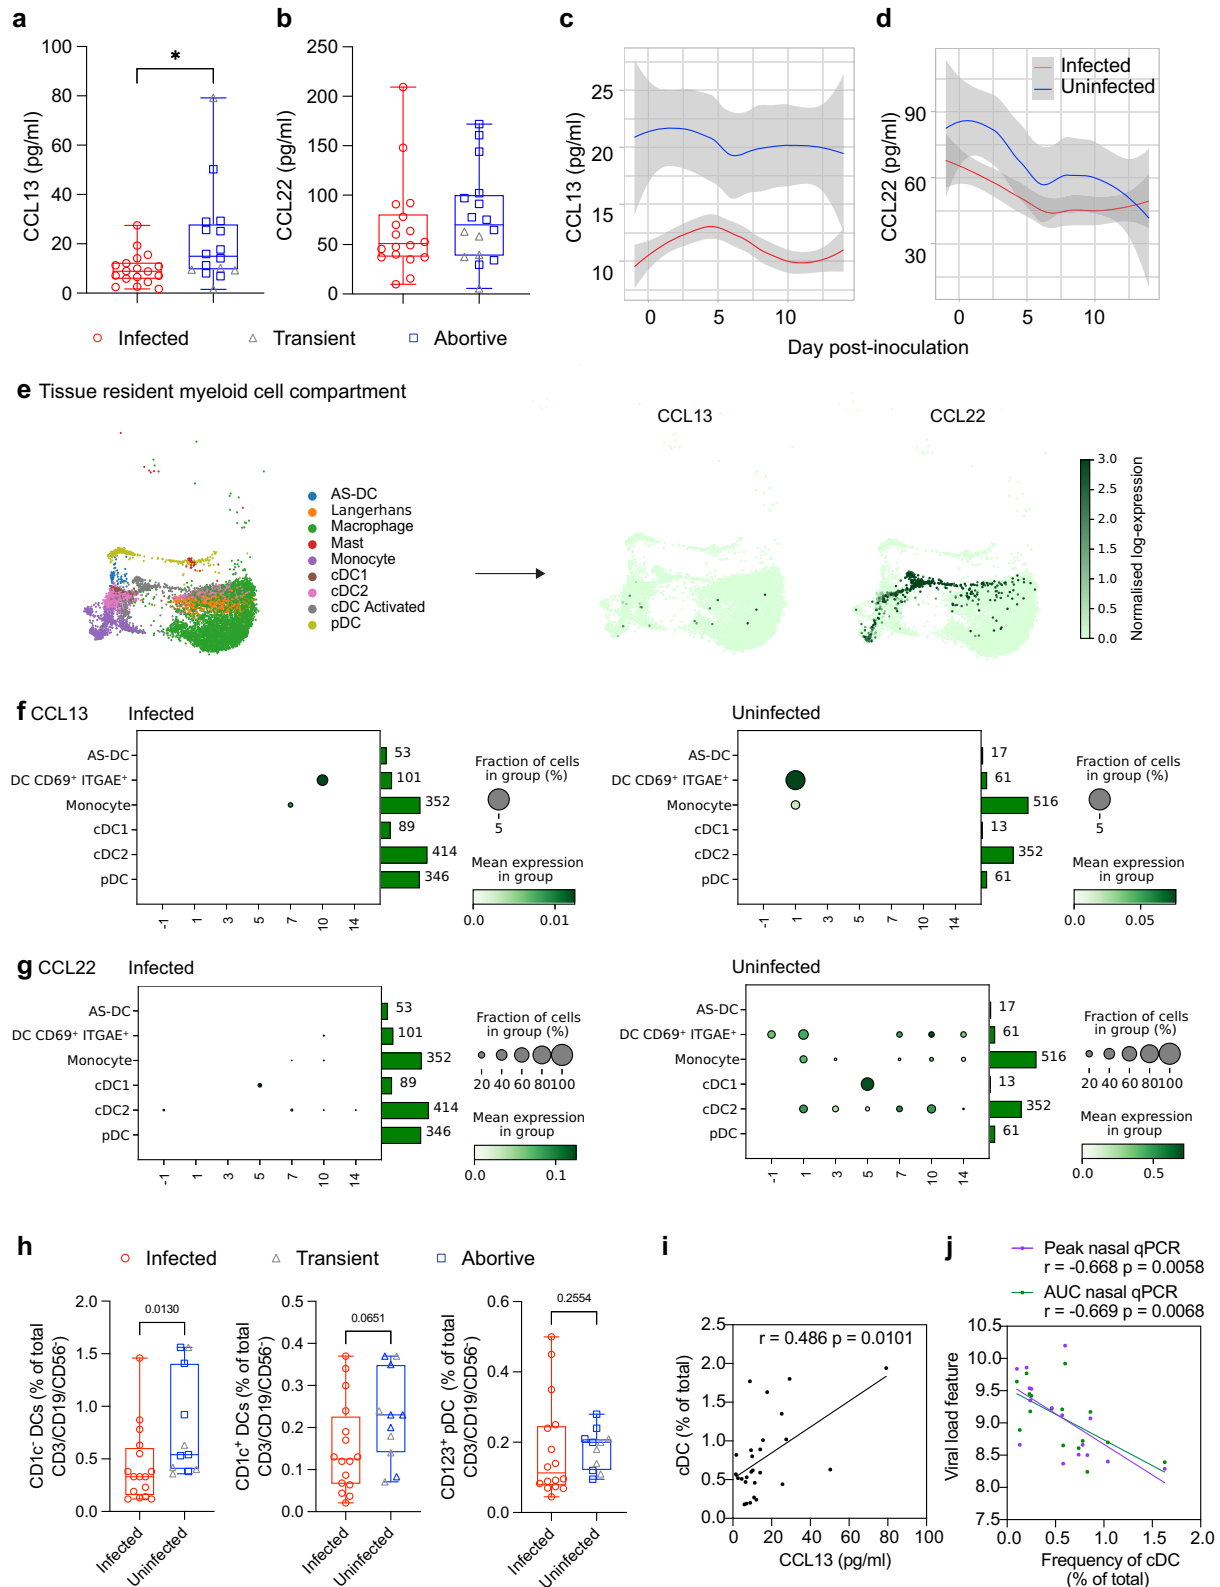 a
b
c
d
CCL13 (pg/ml)
100
80
60
40
20
0
*
CCL22 (pg/ml)
250
200
150
100
50
0
CCL13 (pg/ml)
25
20
15
10
0
5
10
CCL22 (pg/ml)
90
60
30
0
5
10
Infected
Uninfected
Day post-inoculation
Infected
Transient
Abortive
e Tissue resident myeloid cell compartment
AS-DC
Langerhans
Macrophage
Mast
Monocyte
cDC1
cDC2
cDC Activated
pDC
CCL13
CCL22
3.0
2.5
2.0
1.5
1.0
0.5
0.0
Normalised log-expression
f CCL13 Infected
AS-DC
DC CD69⁺ ITGAE⁺
Monocyte
cDC1
cDC2
pDC
53
101
352
89
414
346
-1 1 3 5 7 10 14
Fraction of cells
in group (%)
5
Mean expression
in group
0.0 0.01
Uninfected
AS-DC
DC CD69⁺ ITGAE⁺
Monocyte
cDC1
cDC2
pDC
17
61
516
13
352
61
-1 1 3 5 7 10 14
Fraction of cells
in group (%)
5
Mean expression
in group
0.0 0.05
g CCL22 Infected
AS-DC
DC CD69⁺ ITGAE⁺
Monocyte
cDC1
cDC2
pDC
53
101
352
89
414
346
-1 1 3 5 7 10 14
Fraction of cells
in group (%)
20 40 60 80100
Mean expression
in group
0.0 0.1
Uninfected
AS-DC
DC CD69⁺ ITGAE⁺
Monocyte
cDC1
cDC2
pDC
17
61
516
13
352
61
-1 1 3 5 7 10 14
Fraction of cells
in group (%)
20 40 60 80100
Mean expression
in group
0.0 0.5
h
Infected
Transient
Abortive
CD1c⁻ DCs (% of total
CD3/CD19/CD56⁻)
2.0
1.5
1.0
0.5
0.0
0.0130
Infected
Uninfected
CD1c⁺ DCs (% of total
CD3/CD19/CD56⁻)
0.5
0.4
0.3
0.2
0.1
0.0
0.0651
Infected
Uninfected
CD123⁺ pDC (% of total
CD3/CD19/CD56⁻)
0.6
0.4
0.2
0.0
0.2554
Infected
Uninfected
i
r = 0.486 p = 0.0101
cDC (% of total)
2.5
2.0
1.5
1.0
0.5
0.0
0 20 40 60 80 100
CCL13 (pg/ml)
j
Peak nasal qPCR
r = -0.668 p = 0.0058
AUC nasal qPCR
r = -0.669 p = 0.0068
Viral load feature
10.5
10.0
9.5
9.0
8.5
8.0
7.5
0.0 0.5 1.0 1.5 2.0
Frequency of cDC
(% of total)